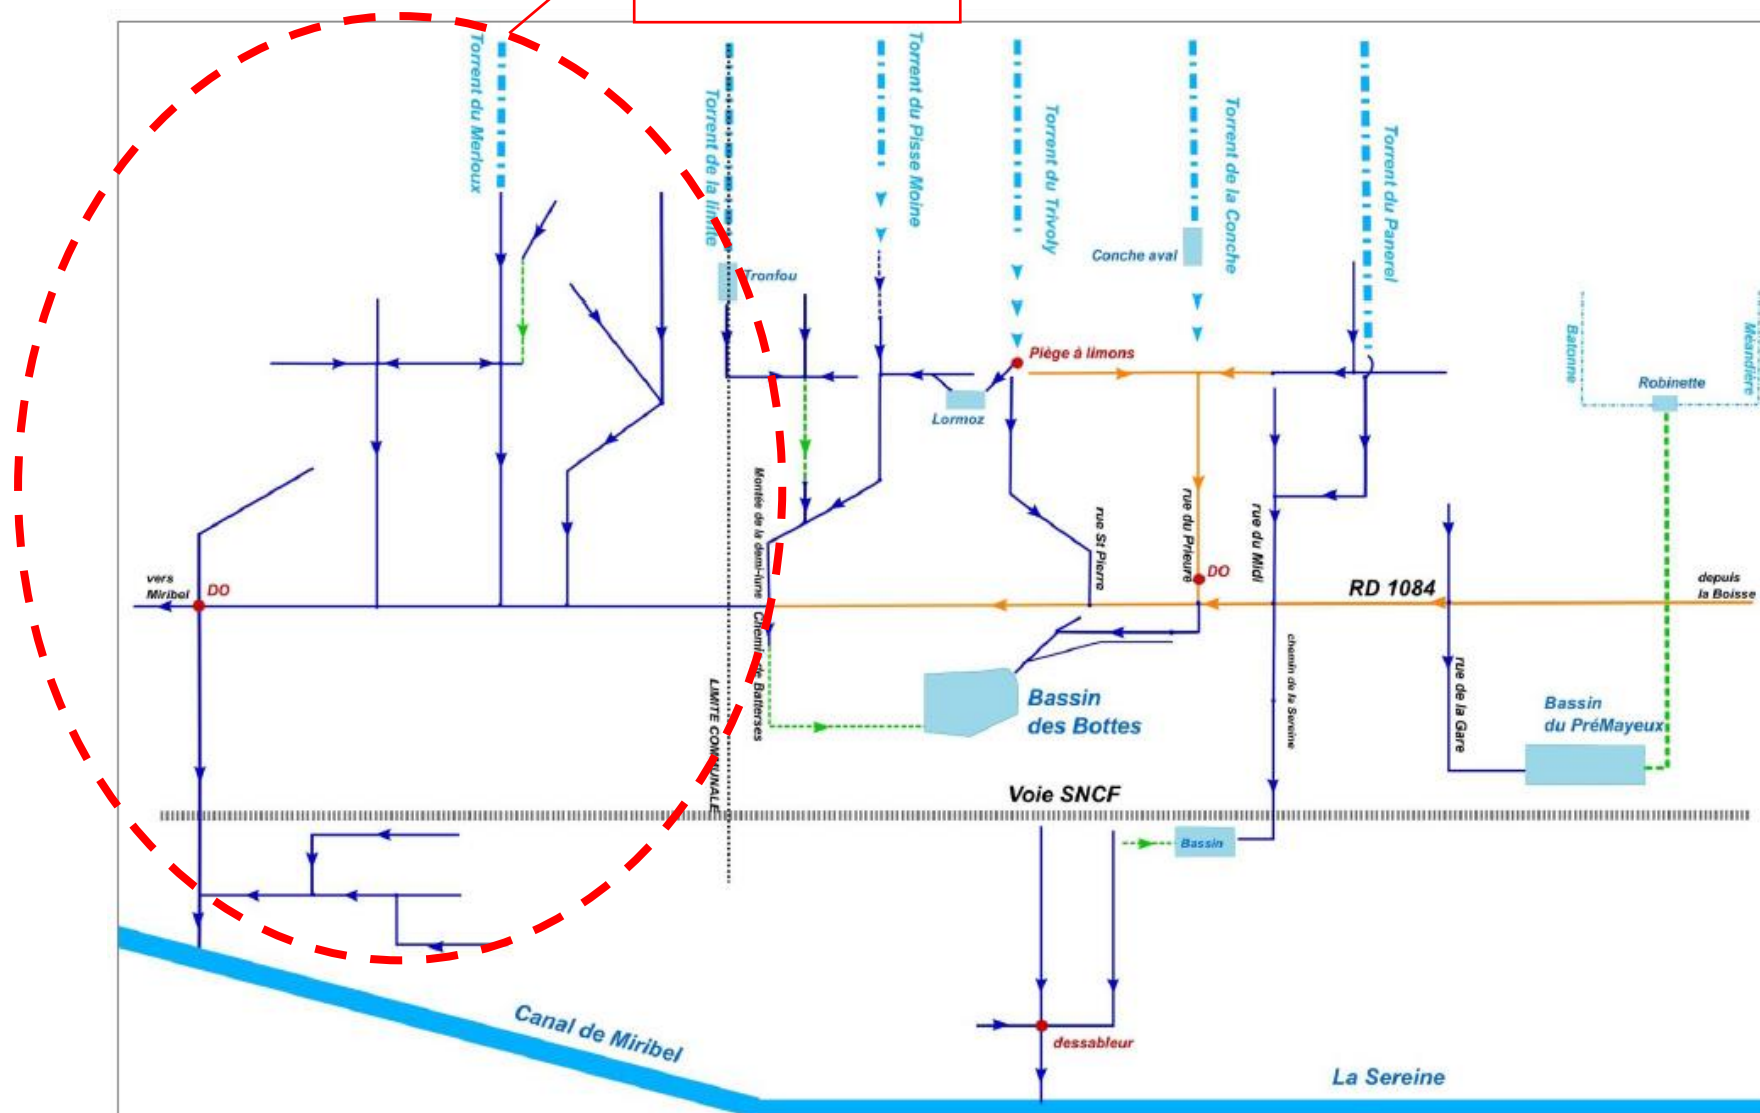 Torrent du Merloux
Torrent de la limite
Torrent du Pisse Moine
Torrent du Trivoly
Torrent de la Conche
Torrent du Panerel
Tronfou
Conche aval
Piège à limons
Lormoz
Batonne
Méandière
Robinette
Montée de la demi-lune
Chemin de Batterses
rue St Pierre
rue du Prieuré
rue du Midi
vers
Miribel
DO
DO
RD 1084
depuis
la Boisse
LIMITE COMMUNALE
chemin de la Sereine
rue de la Gare
Bassin
des Bottes
Bassin
du PréMayeux
Voie SNCF
Bassin
Canal de Miribel
dessableur
La Sereine